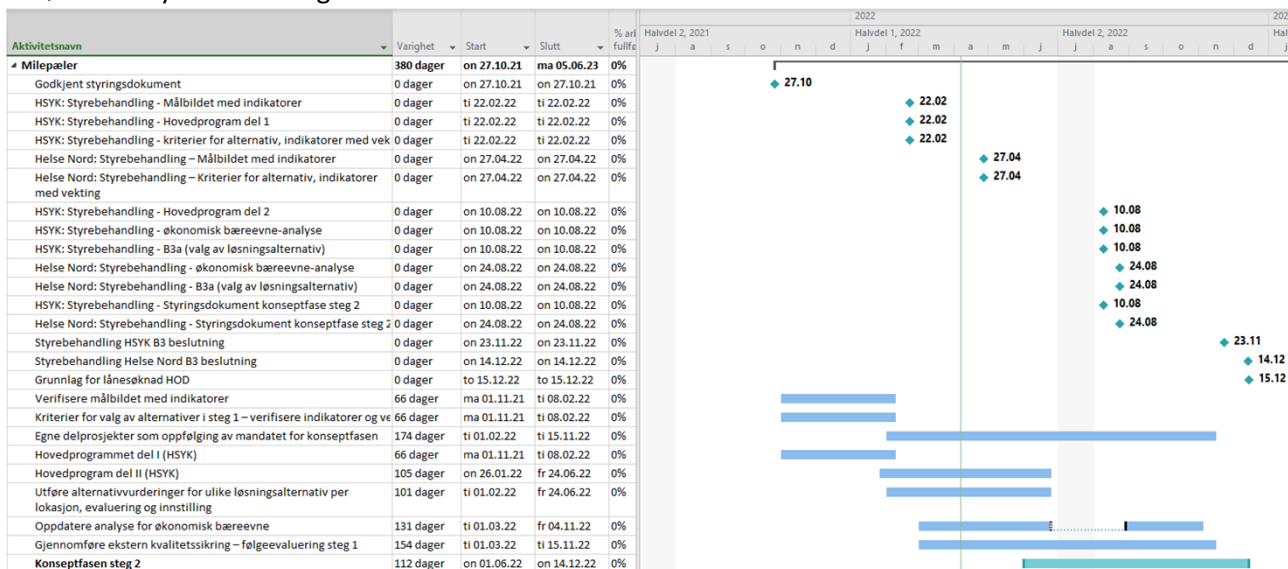 2022
Halvdel 2, 2021 Halvdel 1, 2022 Halvdel 2, 2022
Aktivitetsnavn Varighet Start Slutt % arl fullfø j a s o n d j f m a m j j a s o n d j
Milepæler 380 dager on 27.10.21 ma 05.06.23 0%
Godkjent styringsdokument 0 dager on 27.10.21 on 27.10.21 0% 27.10
HSYK: Styrebehandling - Målbildet med indikatorer 0 dager ti 22.02.22 ti 22.02.22 0% 22.02
HSYK: Styrebehandling - Hovedprogram del 1 0 dager ti 22.02.22 ti 22.02.22 0% 22.02
HSYK: Styrebehandling - kriterier for alternativ, indikatorer med vek 0 dager ti 22.02.22 ti 22.02.22 0% 22.02
Helse Nord: Styrebehandling – Målbildet med indikatorer 0 dager on 27.04.22 on 27.04.22 0% 27.04
Helse Nord: Styrebehandling – Kriterier for alternativ, indikatorer 0 dager on 27.04.22 on 27.04.22 0% 27.04
med vekting
HSYK: Styrebehandling - Hovedprogram del 2 0 dager on 10.08.22 on 10.08.22 0% 10.08
HSYK: Styrebehandling - økonomisk bæreevne-analyse 0 dager on 10.08.22 on 10.08.22 0% 10.08
HSYK: Styrebehandling - B3a (valg av løsningsalternativ) 0 dager on 10.08.22 on 10.08.22 0% 10.08
Helse Nord: Styrebehandling - økonomisk bæreevne-analyse 0 dager on 24.08.22 on 24.08.22 0% 24.08
Helse Nord: Styrebehandling - B3a (valg av løsningsalternativ) 0 dager on 24.08.22 on 24.08.22 0% 24.08
HSYK: Styrebehandling - Styringsdokument konseptfase steg 2 0 dager on 10.08.22 on 10.08.22 0% 10.08
Helse Nord: Styrebehandling - Styringsdokument konseptfase steg 2 0 dager on 24.08.22 on 24.08.22 0% 24.08
Styrebehandling HSYK B3 beslutning 0 dager on 23.11.22 on 23.11.22 0% 23.11
Styrebehandling Helse Nord B3 beslutning 0 dager on 14.12.22 on 14.12.22 0% 14.12
Grunnlag for lånesøknad HOD 0 dager to 15.12.22 to 15.12.22 0% 15.12
Verifisere målbildet med indikatorer 66 dager ma 01.11.21 ti 08.02.22 0%
Kriterier for valg av alternativer i steg 1 – verifisere indikatorer og ve 66 dager ma 01.11.21 ti 08.02.22 0%
Egne delprosjekter som oppfølging av mandatet for konseptfasen 174 dager ti 01.02.22 ti 15.11.22 0%
Hovedprogrammet del I (HSYK) 66 dager ma 01.11.21 ti 08.02.22 0%
Hovedprogram del II (HSYK) 105 dager on 26.01.22 fr 24.06.22 0%
Utføre alternativvurderinger for ulike løsningsalternativ per 101 dager ti 01.02.22 fr 24.06.22 0%
lokasjon, evaluering og innstilling
Oppdatere analyse for økonomisk bæreevne 131 dager ti 01.03.22 fr 04.11.22 0%
Gjennomføre ekstern kvalitetssikring – følgeevaluering steg 1 154 dager ti 01.03.22 ti 15.11.22 0%
Konseptfasen steg 2 112 dager on 01.06.22 on 14.12.22 0%